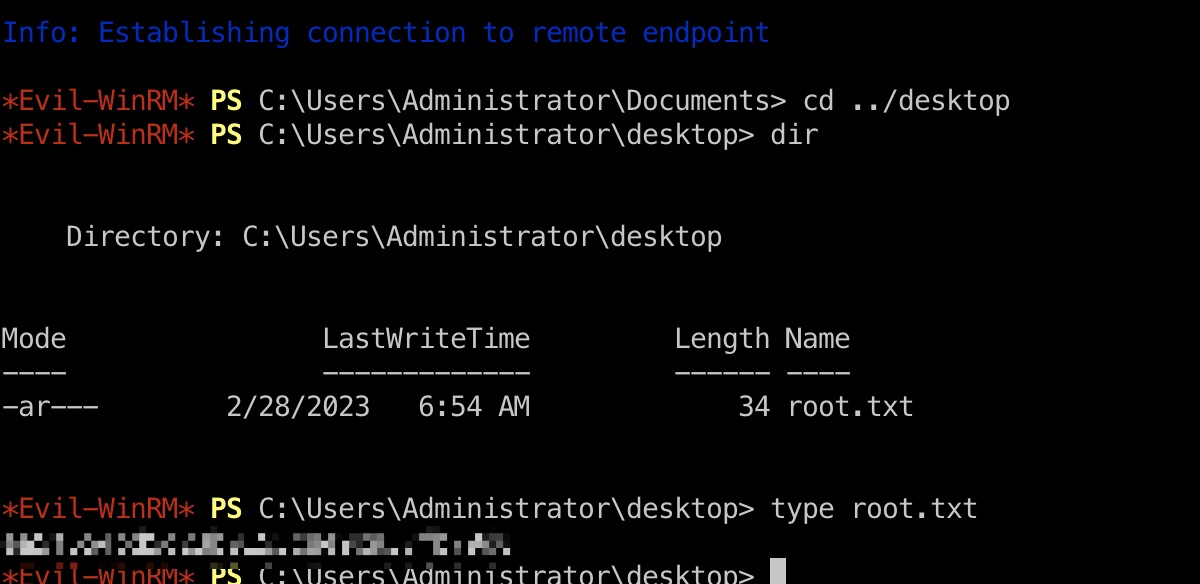 Info: Establishing connection to remote endpoint
*Evil-WinRM* PS C:\Users\Administrator\Documents> cd ../desktop
*Evil-WinRM* PS C:\Users\Administrator\desktop> dir
Directory: C:\Users\Administrator\desktop
Mode LastWriteTime Length Name
---- ------------- ------ ----
-ar--- 2/28/2023 6:54 AM 34 root.txt
*Evil-WinRM* PS C:\Users\Administrator\desktop> type root.txt
*Evil-WinRM* PS C:\Users\Administrator\desktop>